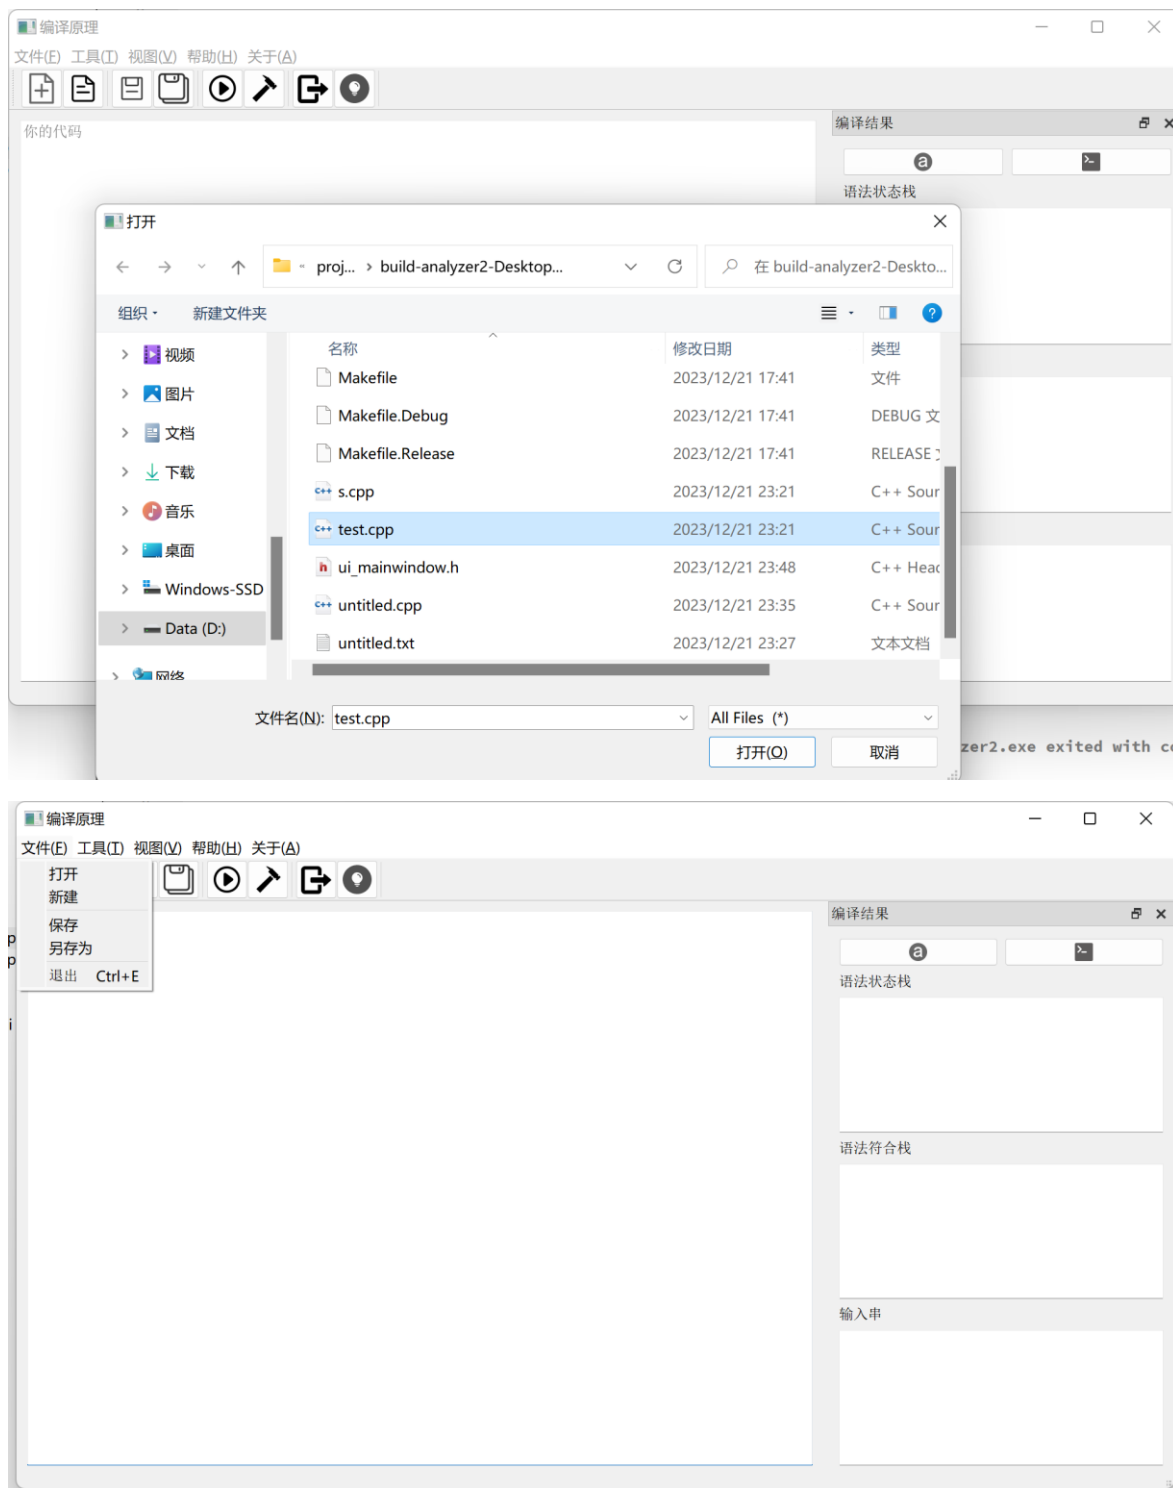 编译原理
文件(F) 工具(T) 视图(V) 帮助(H) 关于(A)
你的代码
编译结果
a
语法状态栈
打开
proj... › build-analyzer2-Desktop...
在 build-analyzer2-Deskto...
组织
新建文件夹
名称 修改日期 类型
视频
Makefile 2023/12/21 17:41 文件
图片
Makefile.Debug 2023/12/21 17:41 DEBUG 文
文档
Makefile.Release 2023/12/21 17:41 RELEASE
下载
s.cpp 2023/12/21 23:21 C++ Sour
音乐
test.cpp 2023/12/21 23:21 C++ Sour
桌面
ui_mainwindow.h 2023/12/21 23:48 C++ Head
Windows-SSD
untitled.cpp 2023/12/21 23:35 C++ Sour
Data (D:)
untitled.txt 2023/12/21 23:27 文本文档
网络
文件名(N): test.cpp All Files (*)
打开(O) 取消
zer2.exe exited with co
编译原理
文件(F) 工具(T) 视图(V) 帮助(H) 关于(A)
打开
新建
保存
另存为
退出 Ctrl+E
编译结果
a
语法状态栈
语法符合栈
输入串